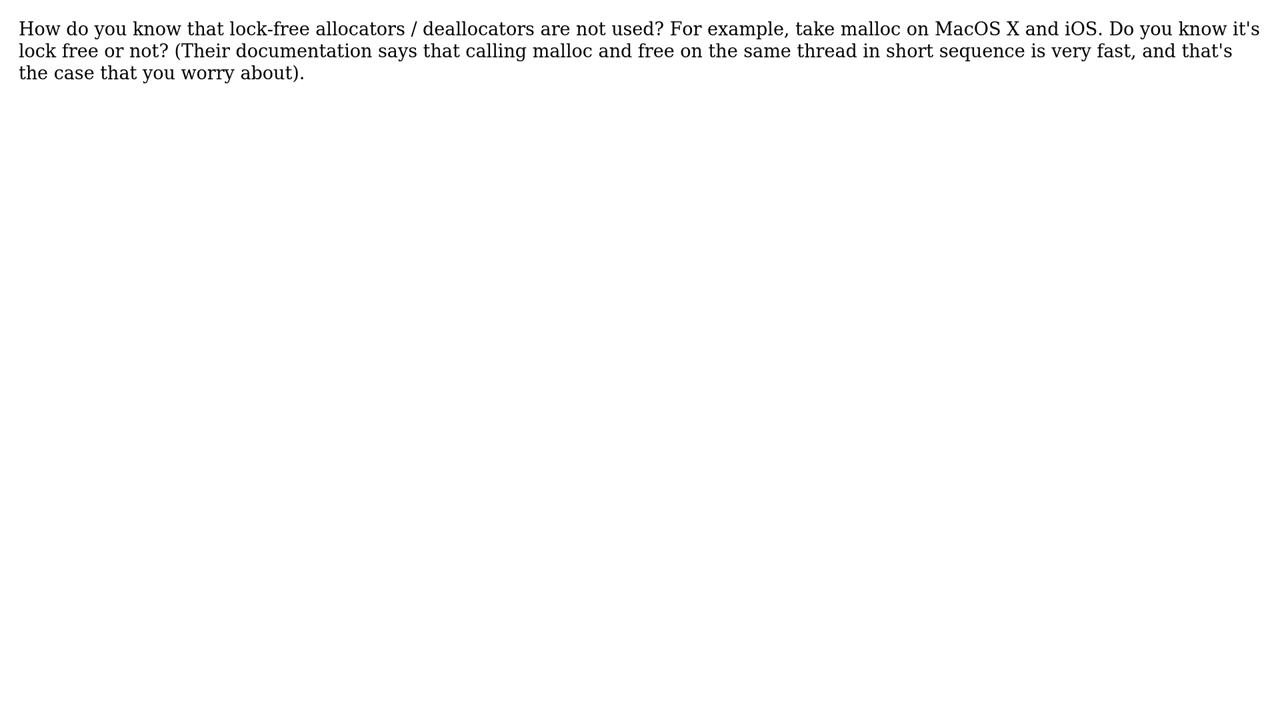 How do you know that lock-free allocators / deallocators are not used? For example, take malloc on MacOS X and iOS. Do you know it's
lock free or not? (Their documentation says that calling malloc and free on the same thread in short sequence is very fast, and that's
the case that you worry about).